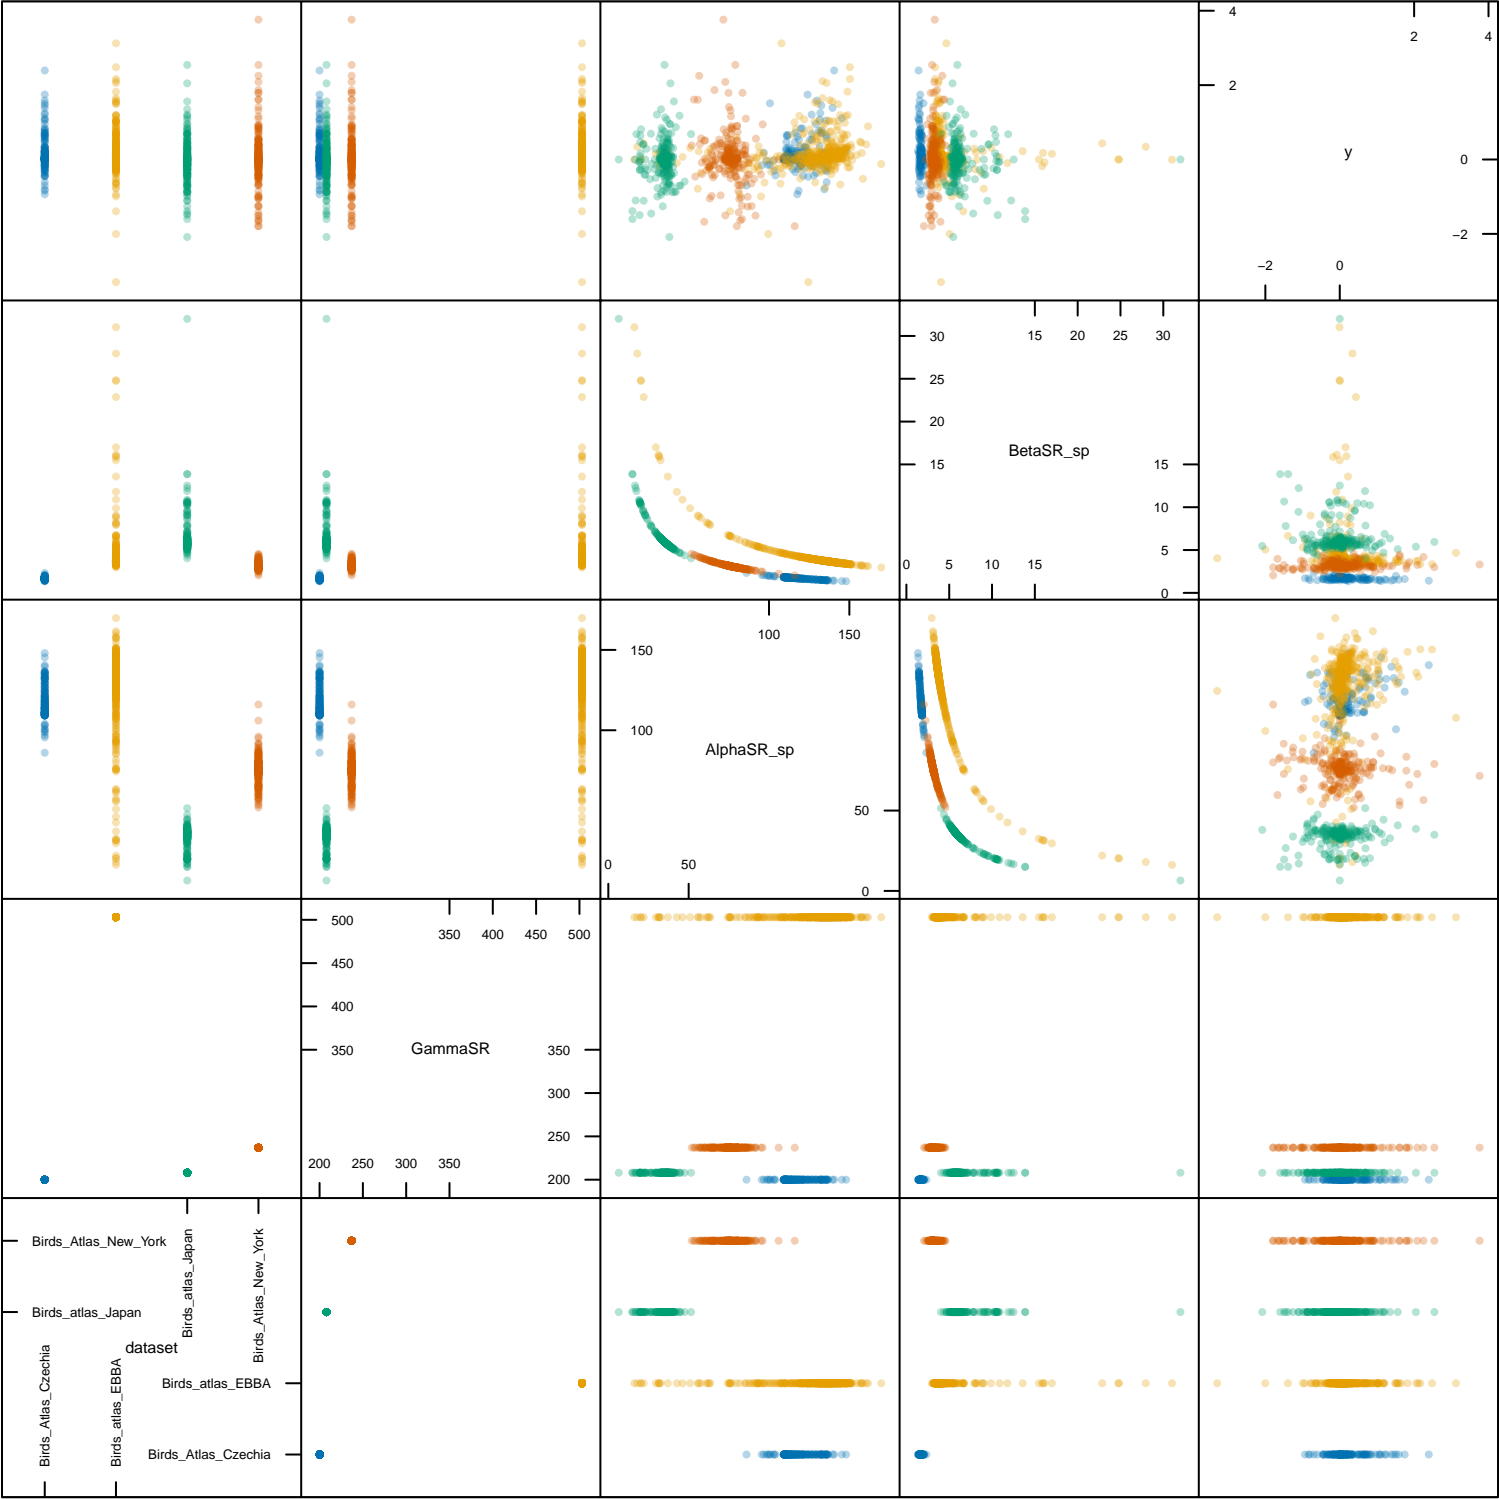 4
2 4
2
y
0
−2
−2 0
30 15 20 25 30
25
20
BetaSR_sp
15 15
10
5
0 5 10 15
0
100 150
150
100
AlphaSR_sp
50
0 50
0
500 350 400 450 500
450
400
350 GammaSR 350
300
250
200 250 300 350
200
Birds_Atlas_New_York
Birds_atlas_Japan
Birds_Atlas_New_York
Birds_atlas_Japan
dataset
Birds_Atlas_Czechia
Birds_atlas_EBBA
Birds_atlas_EBBA
Birds_Atlas_Czechia